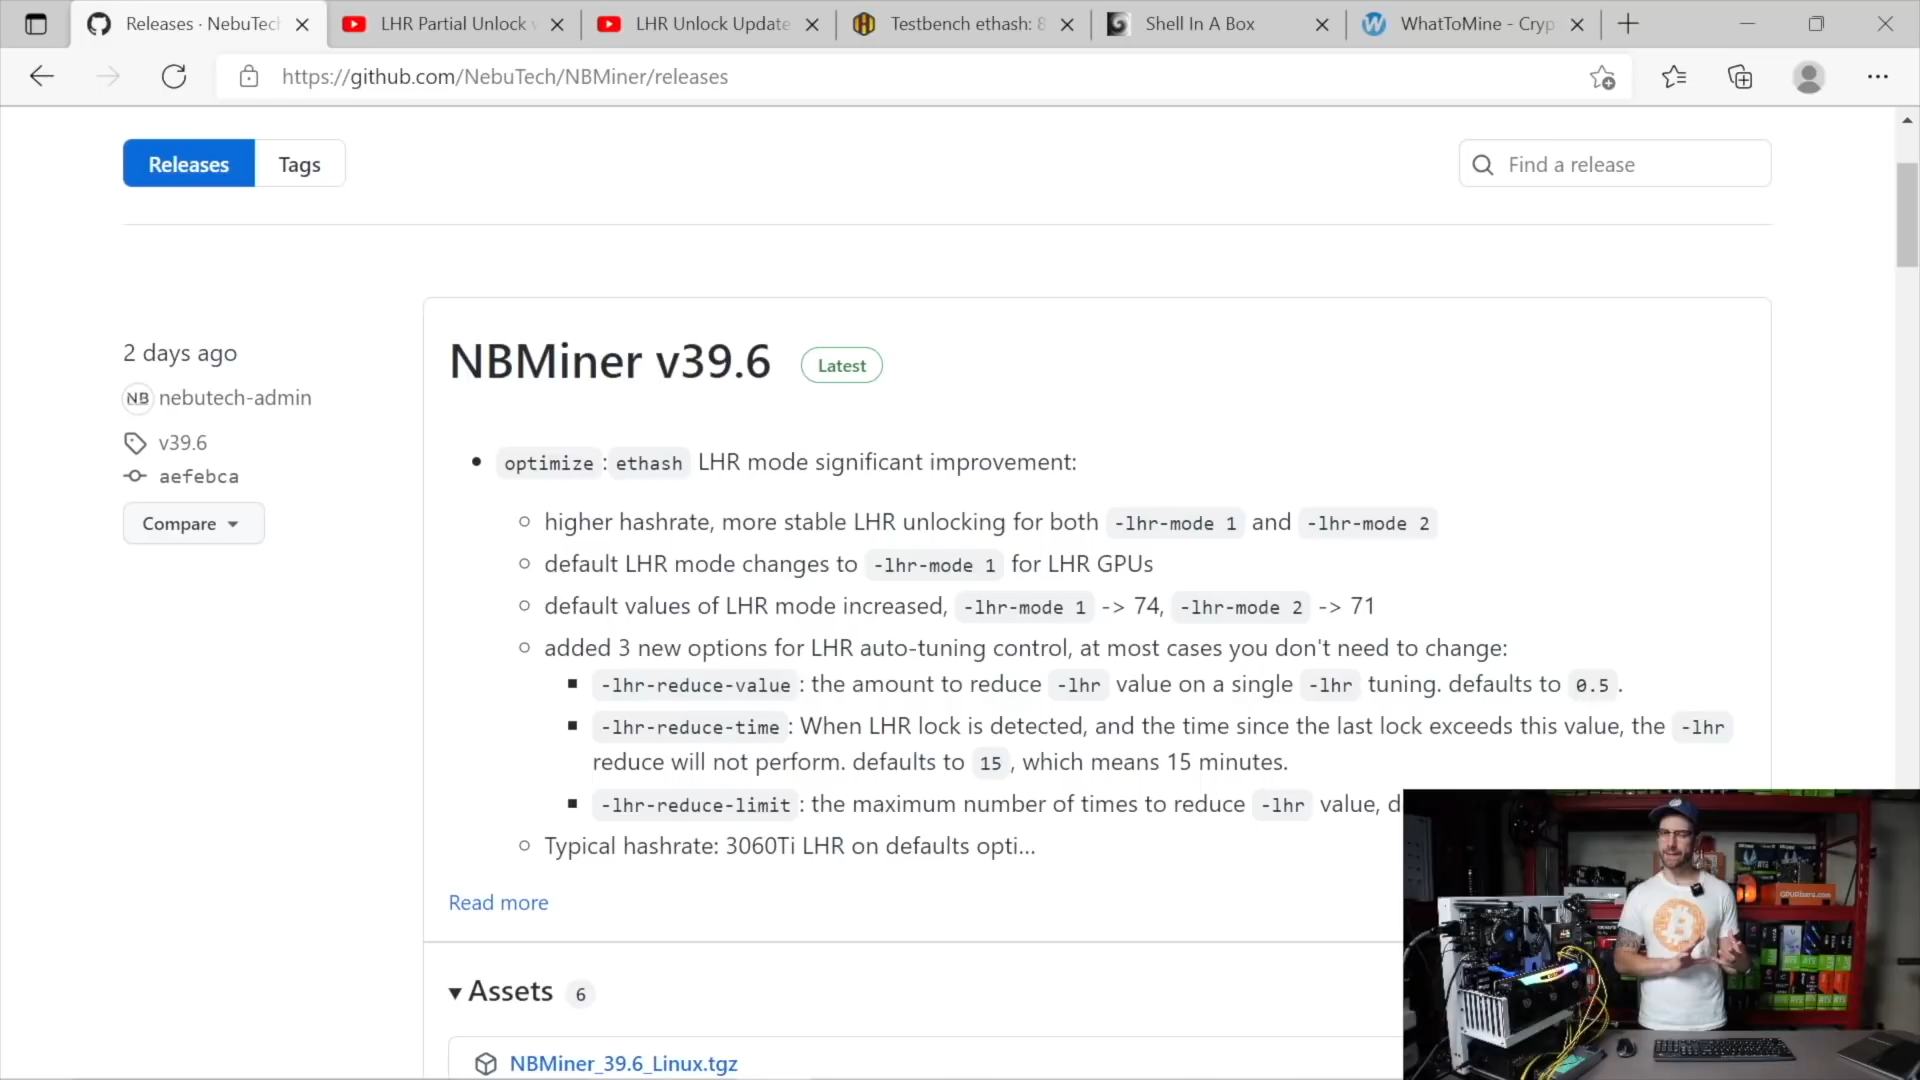 Releases · NebuTech
LHR Partial Unlock
LHR Unlock Update
Testbench ethash: 8
Shell In A Box
WhatToMine - Cryp
https://github.com/NebuTech/NBMiner/releases
Releases
Tags
Find a release
2 days ago
NB nebutech-admin
v39.6
aefebca
Compare
NBMiner v39.6 Latest
optimize : ethash LHR mode significant improvement:
higher hashrate, more stable LHR unlocking for both -lhr-mode 1 and -lhr-mode 2
default LHR mode changes to -lhr-mode 1 for LHR GPUs
default values of LHR mode increased, -lhr-mode 1 -> 74, -lhr-mode 2 -> 71
added 3 new options for LHR auto-tuning control, at most cases you don't need to change:
-lhr-reduce-value : the amount to reduce -lhr value on a single -lhr tuning. defaults to 0.5 .
-lhr-reduce-time : When LHR lock is detected, and the time since the last lock exceeds this value, the -lhr
reduce will not perform. defaults to 15 , which means 15 minutes.
-lhr-reduce-limit : the maximum number of times to reduce -lhr value, d
Typical hashrate: 3060Ti LHR on defaults opti...
Read more
Assets 6
NBMiner_39.6_Linux.tgz